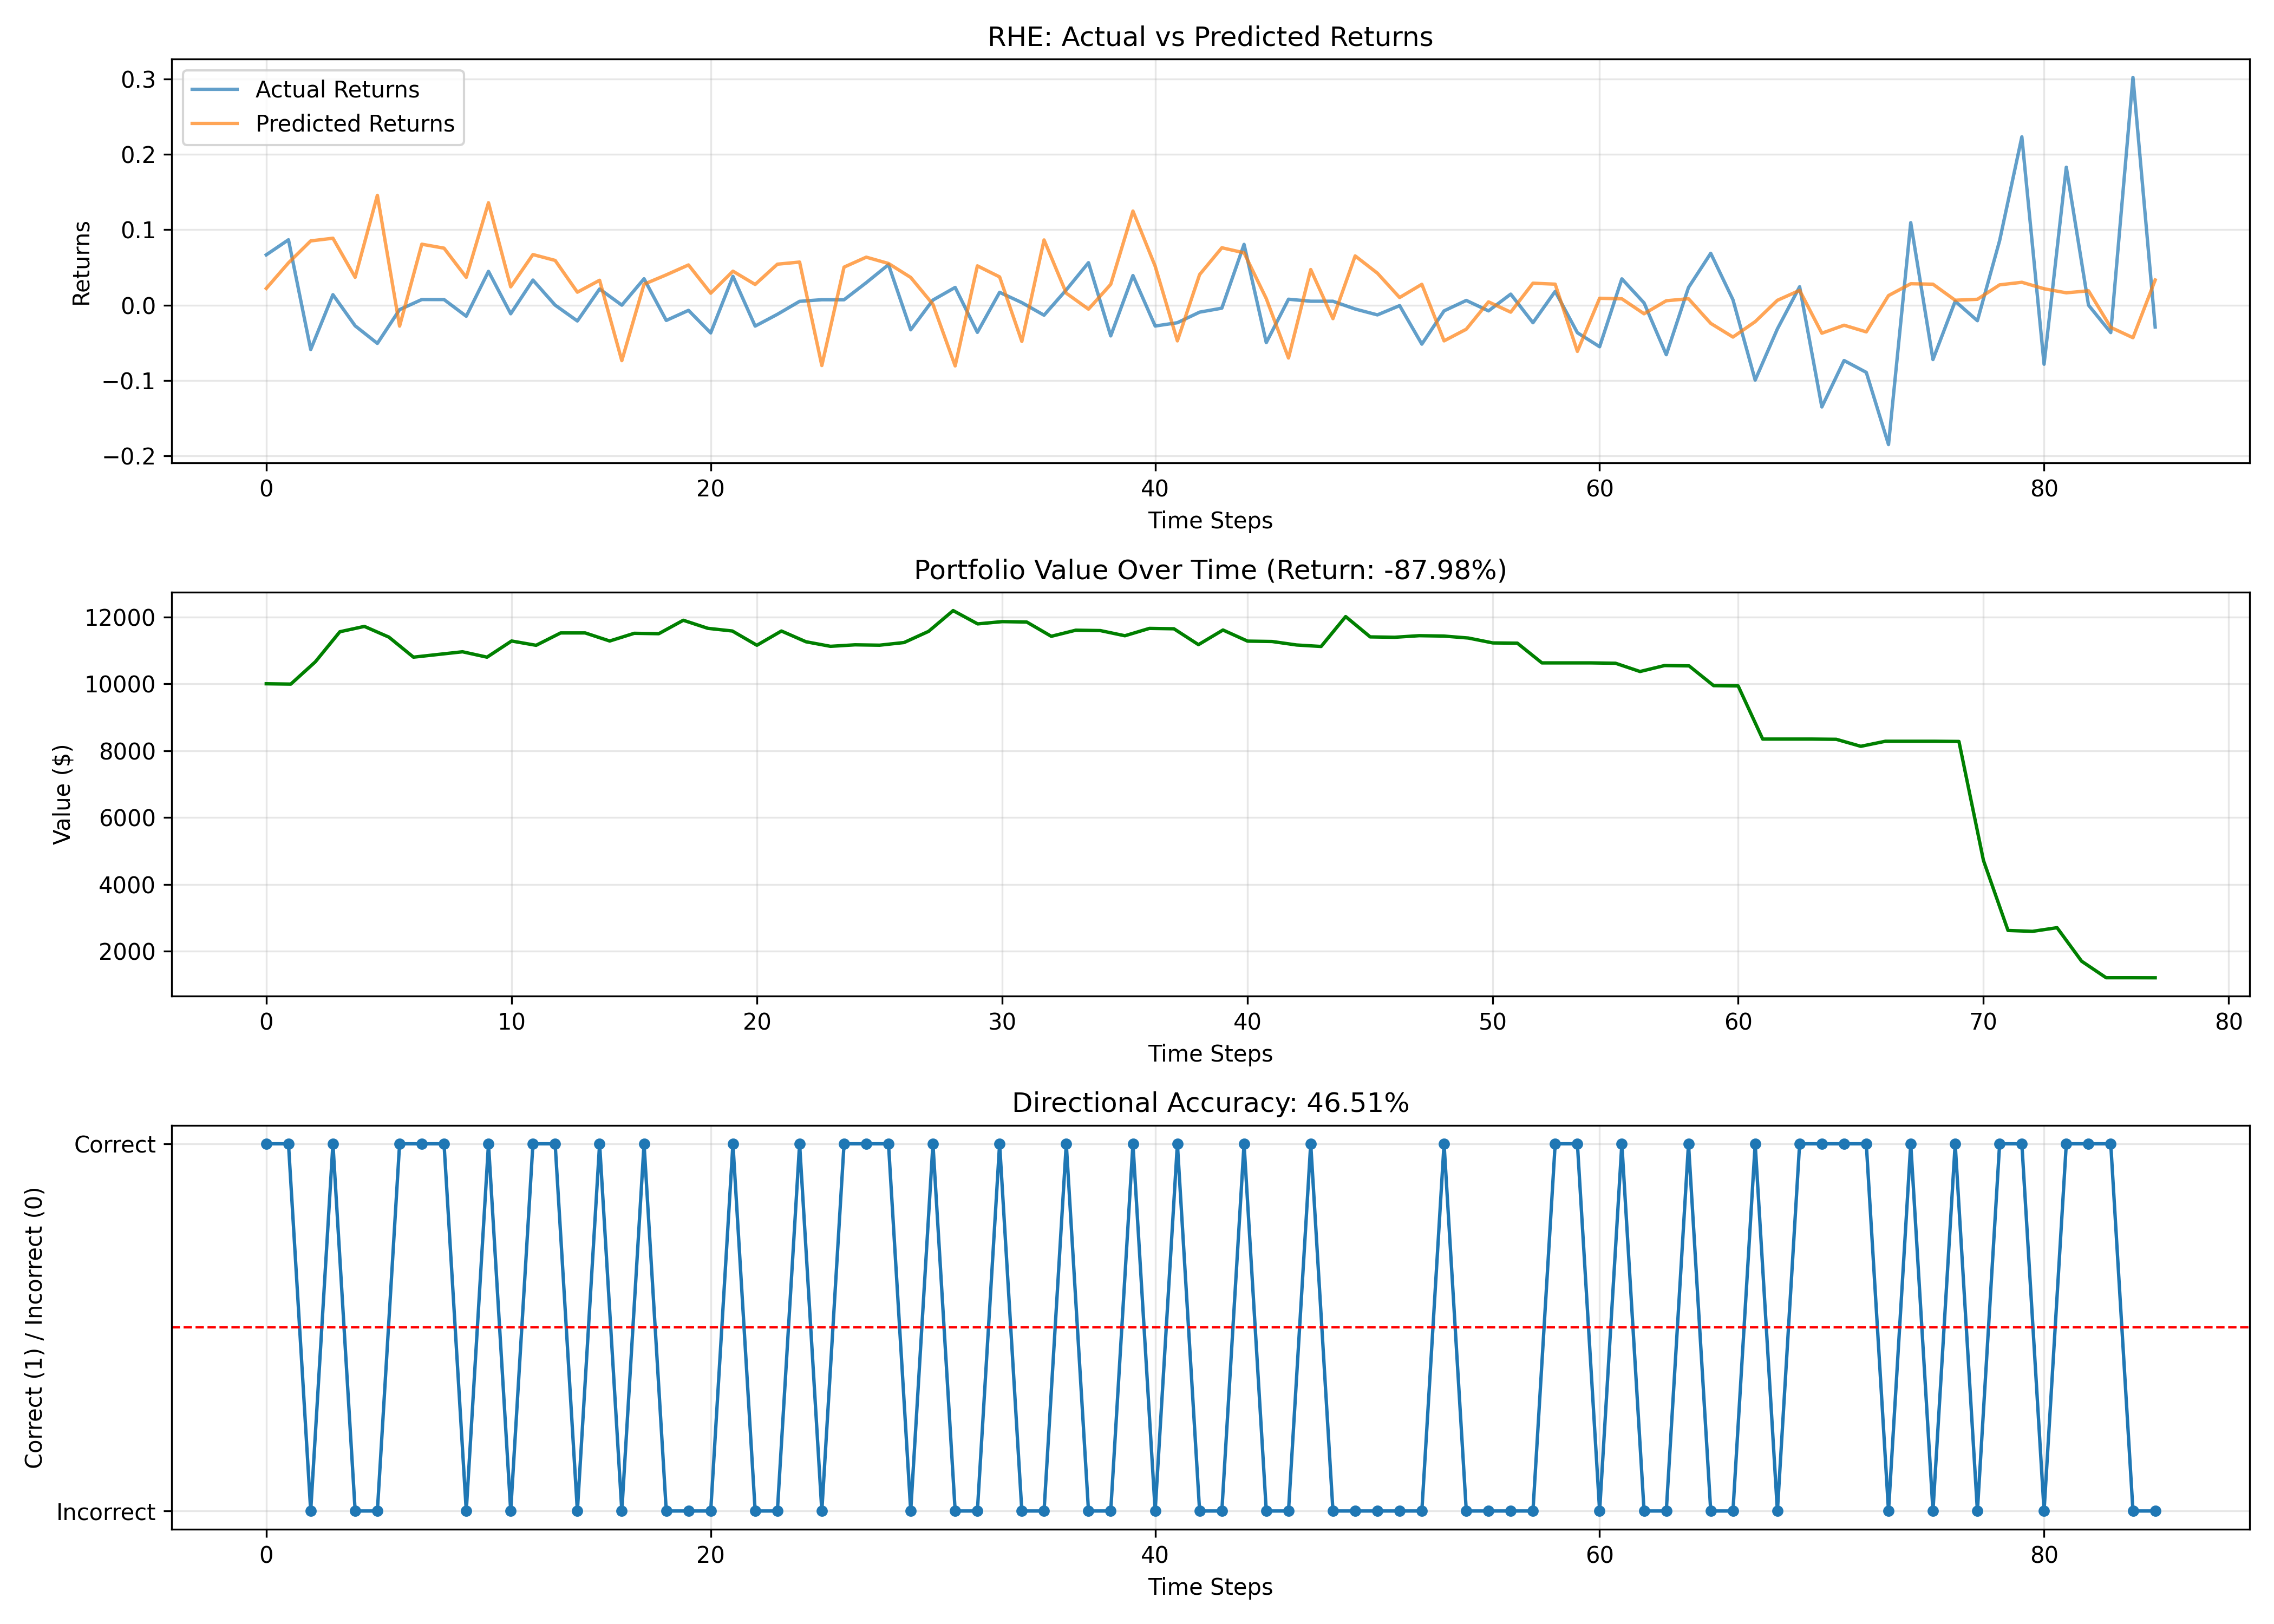 RHE: Actual vs Predicted Returns
Actual Returns
Predicted Returns
Returns
0.3
0.2
0.1
0.0
−0.1
−0.2
0 20 40 60 80
Time Steps
Portfolio Value Over Time (Return: -87.98%)
Value ($)
12000
10000
8000
6000
4000
2000
0 10 20 30 40 50 60 70 80
Time Steps
Directional Accuracy: 46.51%
Correct (1) / Incorrect (0)
Correct
Incorrect
0 20 40 60 80
Time Steps